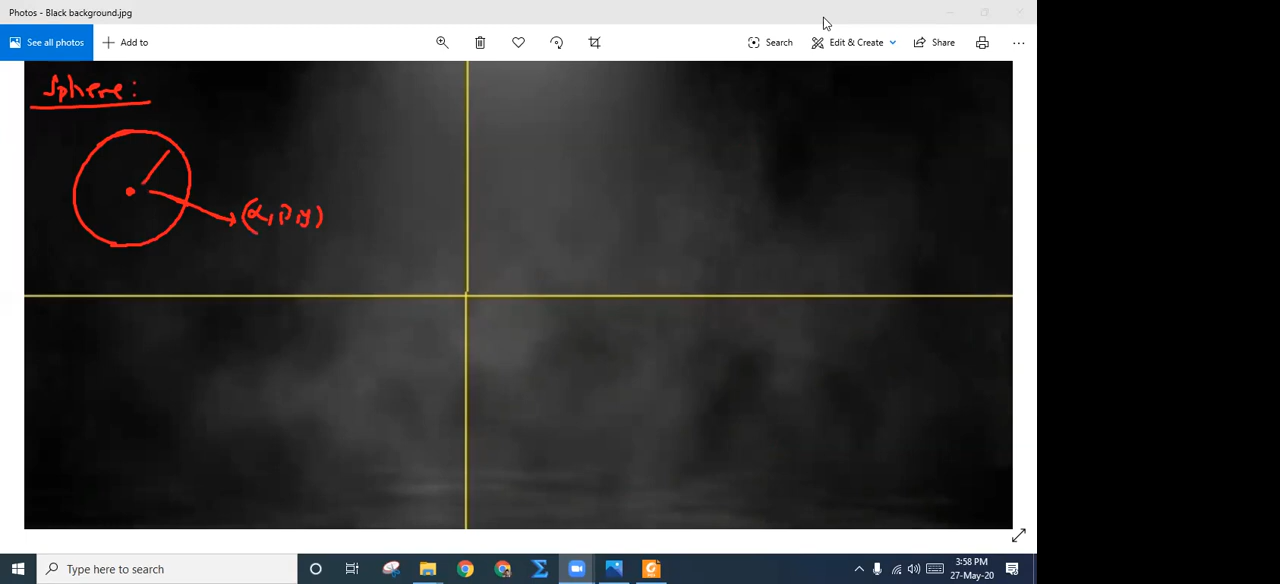 Photos - Black background.jpg
See all photos
Add to
Search
Edit & Create
Share
Sphere:
(α, β, γ)
Type here to search
3:58 PM
27-May-20